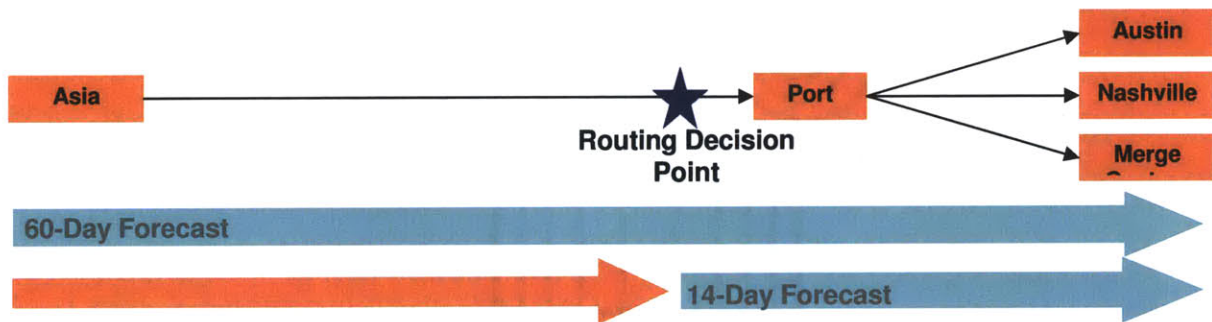 Austin
Asia
Port
Nashville
Routing Decision
Point
Merge
60-Day Forecast
14-Day Forecast